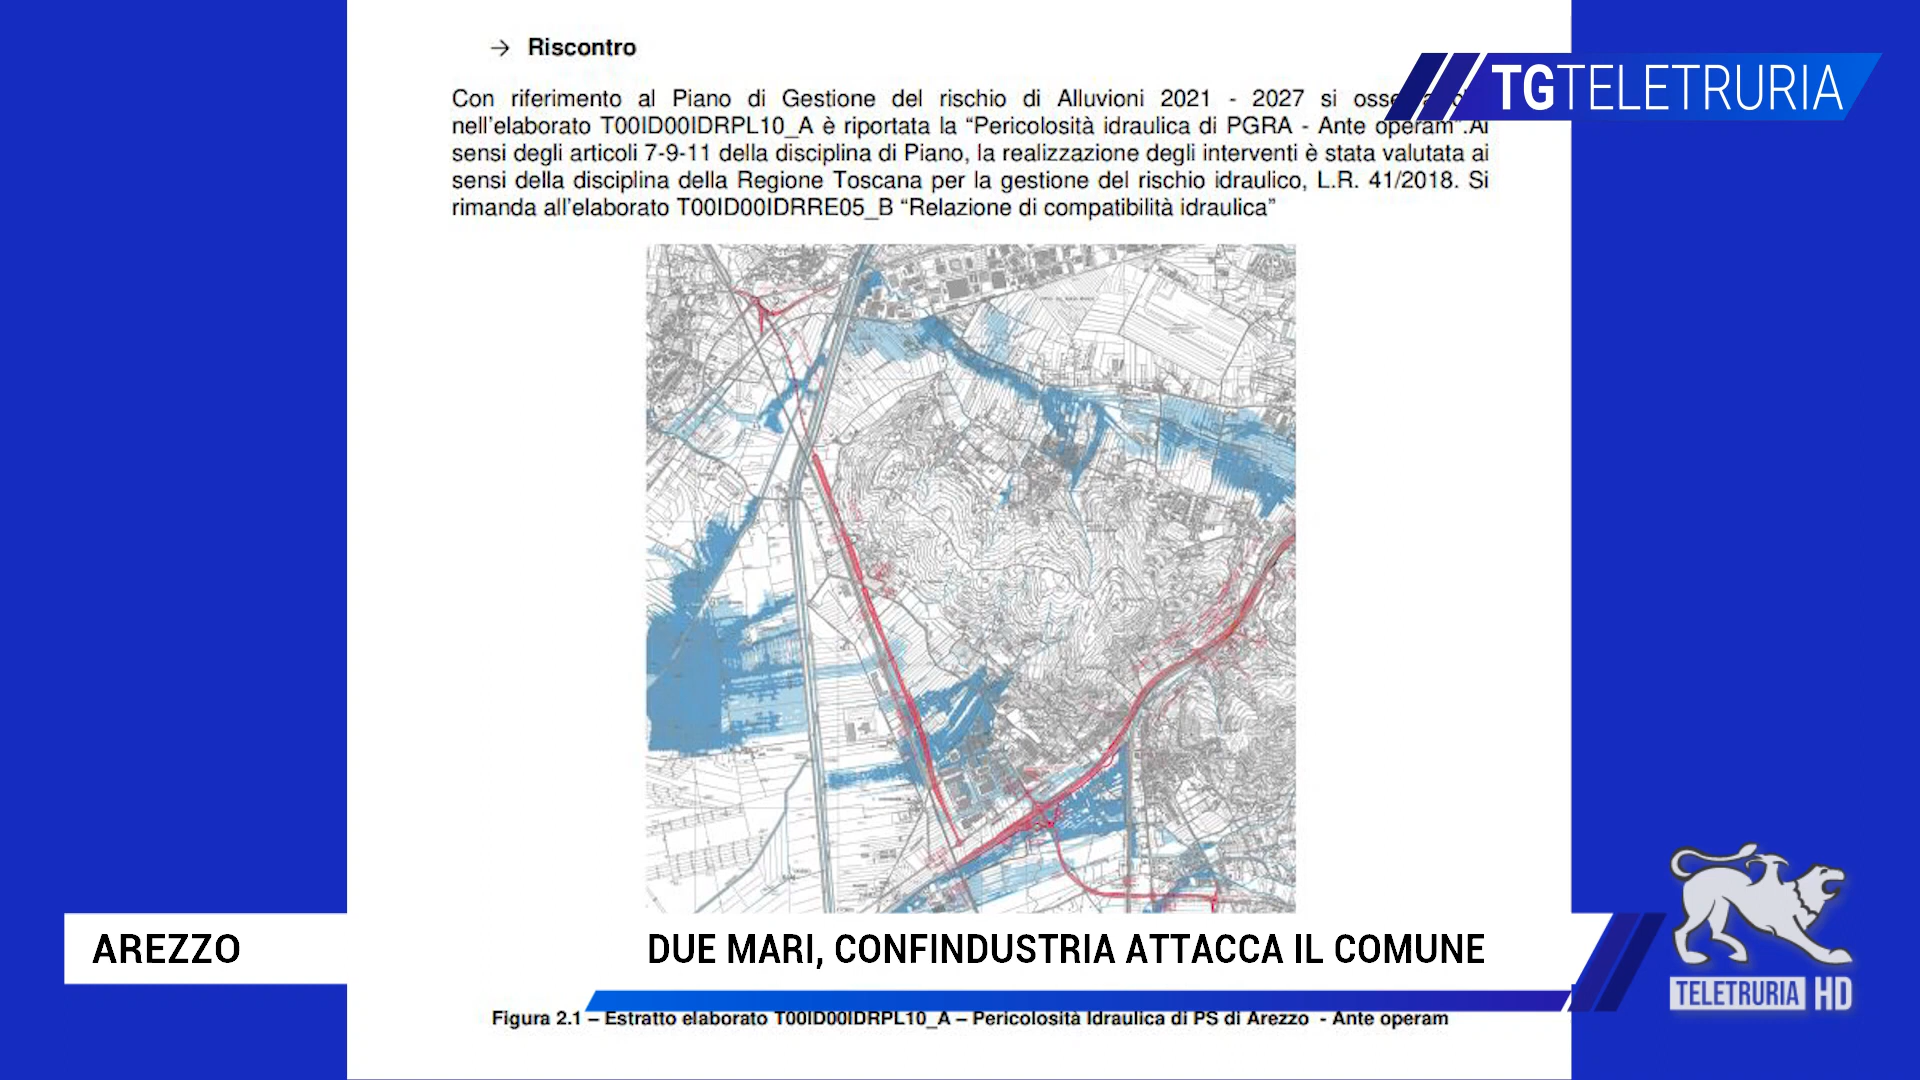 → Riscontro
Con riferimento al Piano di Gestione del rischio di Alluvioni 2021 - 2027 si
nell'elaborato T00ID00IDRPL10_A è riportata la “Pericolosità idraulica di PGRA - Ante operam”.Ai
sensi degli articoli 7-9-11 della disciplina di Piano, la realizzazione degli interventi è stata valutata ai
sensi della disciplina della Regione Toscana per la gestione del rischio idraulico, L.R. 41/2018. Si
rimanda all'elaborato T00ID00IDRRE05_B “Relazione di compatibilità idraulica”
TGTELETRURIA
AREZZO
DUE MARI, CONFINDUSTRIA ATTACCA IL COMUNE
TELETRURIA HD
Figura 2.1 – Estratto elaborato T00ID00IDRPL10_A – Pericolosità Idraulica di PS di Arezzo - Ante operam